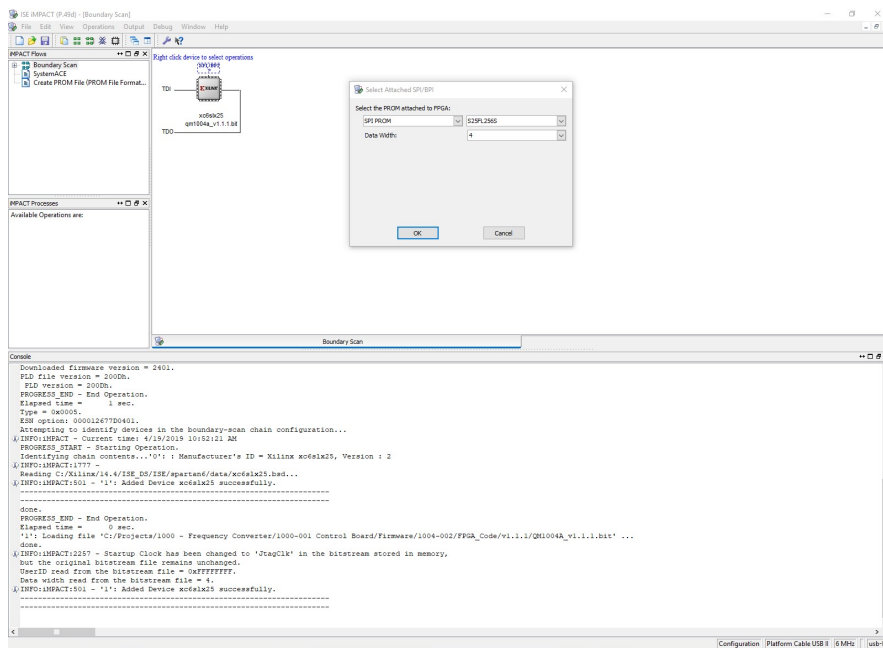 ISE iMPACT (P.49d) - [Boundary Scan]
File Edit View Operations Output Debug Window Help
iMPACT Flows
Boundary Scan
SystemACE
Create PROM File (PROM File Format...
Right click device to select operations
SPI/BPI
?
TDI
XILINX
xc6slx25
qm1004a_v1.1.1.bit
TDO
Select Attached SPI/BPI
Select the PROM attached to FPGA:
SPI PROM
S25FL256S
Data Width:
4
OK
Cancel
iMPACT Processes
Available Operations are:
Boundary Scan
Console
Downloaded firmware version = 2401.
PLD file version = 200Dh.
PLD version = 200Dh.
PROGRESS_END - End Operation.
Elapsed time = 1 sec.
Type = 0x0005.
ESN option: 000012677D0401.
Attempting to identify devices in the boundary-scan chain configuration...
INFO:iMPACT - Current time: 4/19/2019 10:52:21 AM
PROGRESS_START - Starting Operation.
Identifying chain contents...'0': : Manufacturer's ID = Xilinx xc6slx25, Version : 2
INFO:iMPACT:1777 -
Reading C:/Xilinx/14.4/ISE_DS/ISE/spartan6/data/xc6slx25.bsd...
INFO:iMPACT:501 - '1': Added Device xc6slx25 successfully.
----------------------------------------------------------------------
----------------------------------------------------------------------
done.
PROGRESS_END - End Operation.
Elapsed time = 0 sec.
'1': Loading file 'C:/Projects/1000 - Frequency Converter/1000-001 Control Board/Firmware/1004-002/FPGA_Code/v1.1.1/QM1004A_v1.1.1.bit' ...
done.
INFO:iMPACT:2257 - Startup Clock has been changed to 'JtagClk' in the bitstream stored in memory,
but the original bitstream file remains unchanged.
UserID read from the bitstream file = 0xFFFFFFFF.
Data width read from the bitstream file = 4.
INFO:iMPACT:501 - '1': Added Device xc6slx25 successfully.
----------------------------------------------------------------------
----------------------------------------------------------------------
Configuration Platform Cable USB II 6 MHz usb-